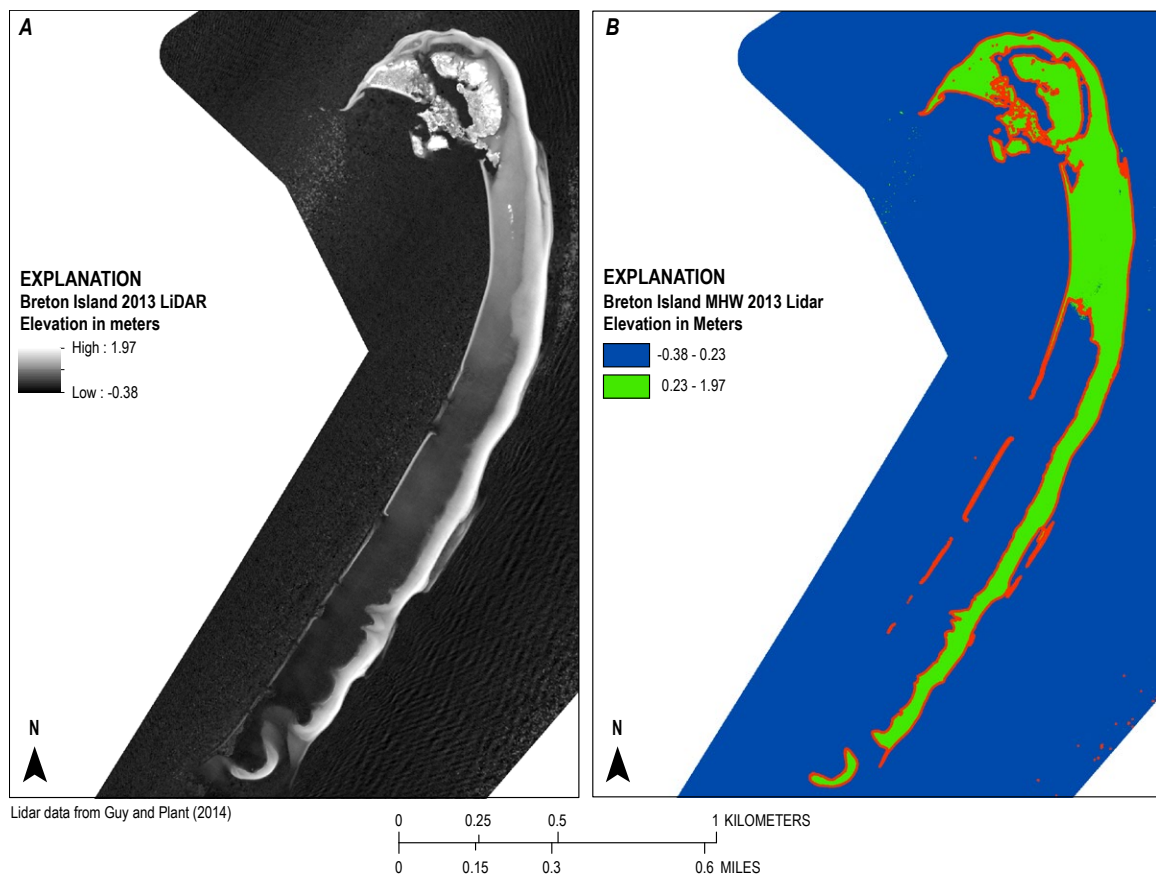 A
EXPLANATION
Breton Island 2013 LiDAR
Elevation in meters
High : 1.97
Low : -0.38
N
B
EXPLANATION
Breton Island MHW 2013 Lidar
Elevation in Meters
-0.38 - 0.23
0.23 - 1.97
N
Lidar data from Guy and Plant (2014)
0 0.25 0.5 1 KILOMETERS
0 0.15 0.3 0.6 MILES